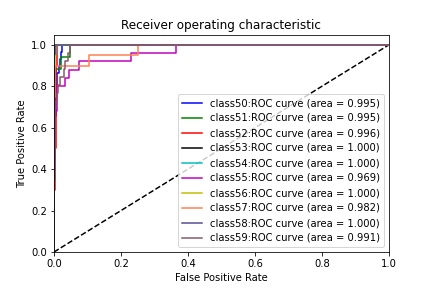 Receiver operating characteristic
True Positive Rate
1.0
0.8
0.6
0.4
0.2
0.0
class50:ROC curve (area = 0.995)
class51:ROC curve (area = 0.995)
class52:ROC curve (area = 0.996)
class53:ROC curve (area = 1.000)
class54:ROC curve (area = 1.000)
class55:ROC curve (area = 0.969)
class56:ROC curve (area = 1.000)
class57:ROC curve (area = 0.982)
class58:ROC curve (area = 1.000)
class59:ROC curve (area = 0.991)
0.0 0.2 0.4 0.6 0.8 1.0
False Positive Rate